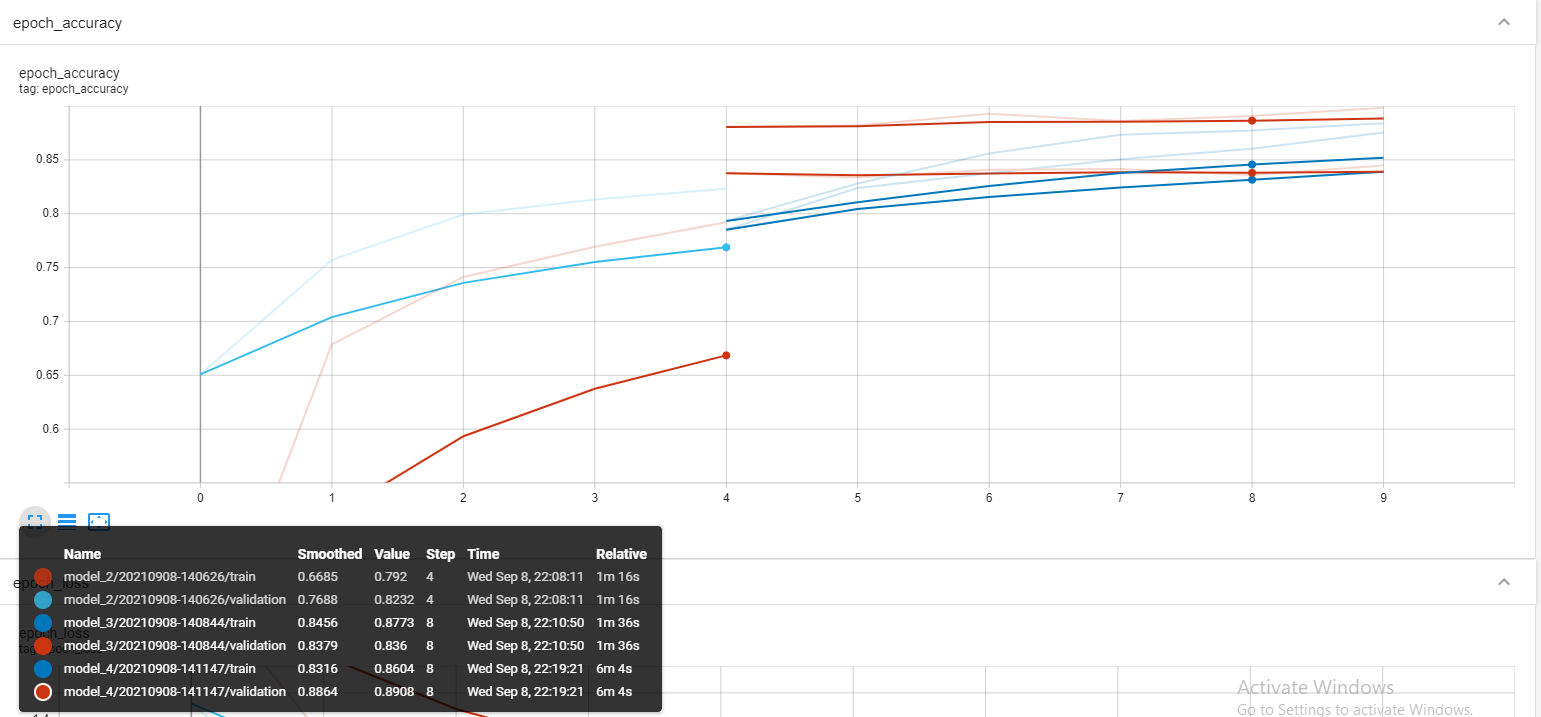 epoch_accuracy
epoch_accuracy
tag: epoch_accuracy
0.85
0.8
0.75
0.7
0.65
0.6
0 1 2 3 4 5 6 7 8 9
Name Smoothed Value Step Time Relative
model_2/20210908-140626/train 0.6685 0.792 4 Wed Sep 8, 22:08:11 1m 16s
epoch_loss
model_2/20210908-140626/validation 0.7688 0.8232 4 Wed Sep 8, 22:08:11 1m 16s
model_3/20210908-140844/train 0.8456 0.8773 8 Wed Sep 8, 22:10:50 1m 36s
epoch_loss
model_3/20210908-140844/validation 0.8379 0.836 8 Wed Sep 8, 22:10:50 1m 36s
model_4/20210908-141147/train 0.8316 0.8604 8 Wed Sep 8, 22:19:21 6m 4s
model_4/20210908-141147/validation 0.8864 0.8908 8 Wed Sep 8, 22:19:21 6m 4s
Activate Windows
Go to Settings to activate Windows.